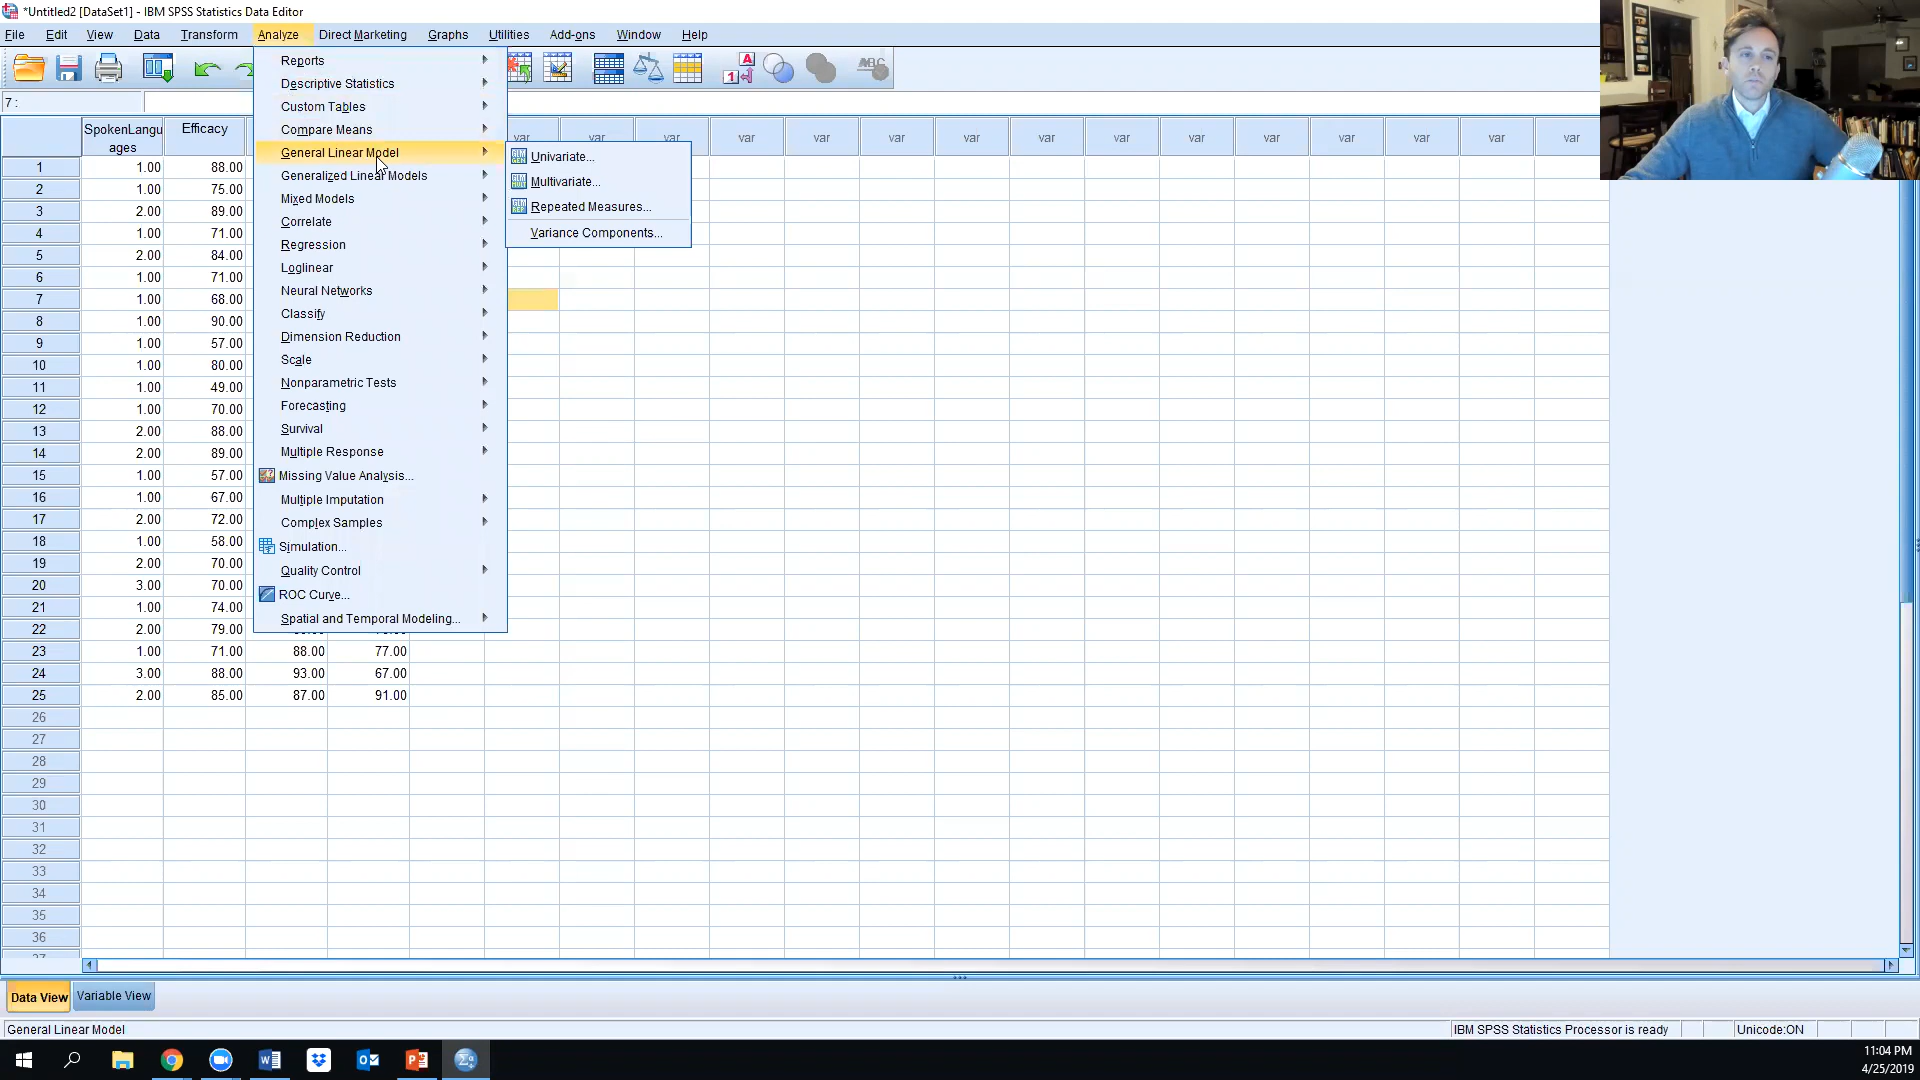 *Untitled2 [DataSet1] - IBM SPSS Statistics Data Editor
File Edit View Data Transform Analyze Direct Marketing Graphs Utilities Add-ons Window Help
7 :
SpokenLangu
ages
Efficacy
var var var var var var var var var var var var var var var
Reports
Descriptive Statistics
Custom Tables
Compare Means
General Linear Model
Generalized Linear Models
Mixed Models
Correlate
Regression
Loglinear
Neural Networks
Classify
Dimension Reduction
Scale
Nonparametric Tests
Forecasting
Survival
Multiple Response
Missing Value Analysis...
Multiple Imputation
Complex Samples
Simulation...
Quality Control
ROC Curve...
Spatial and Temporal Modeling...
Univariate...
Multivariate...
Repeated Measures...
Variance Components...
1 1.00 88.00
2 1.00 75.00
3 2.00 89.00
4 1.00 71.00
5 2.00 84.00
6 1.00 71.00
7 1.00 68.00
8 1.00 90.00
9 1.00 57.00
10 1.00 80.00
11 1.00 49.00
12 1.00 70.00
13 2.00 88.00
14 2.00 89.00
15 1.00 57.00
16 1.00 67.00
17 2.00 72.00
18 1.00 58.00
19 2.00 70.00
20 3.00 70.00
21 1.00 74.00
22 2.00 79.00
23 1.00 71.00 88.00 77.00
24 3.00 88.00 93.00 67.00
25 2.00 85.00 87.00 91.00
26
27
28
29
30
31
32
33
34
35
36
37
Data View Variable View
General Linear Model
IBM SPSS Statistics Processor is ready
Unicode:ON
11:04 PM
4/25/2019